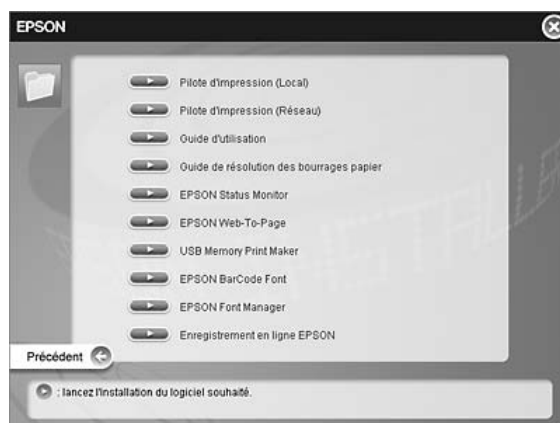 EPSON
Pilote d'impression (Local)
Pilote d'impression (Réseau)
Guide d'utilisation
Guide de résolution des bourrages papier
EPSON Status Monitor
EPSON Web-To-Page
USB Memory Print Maker
EPSON BarCode Font
EPSON Font Manager
Enregistrement en ligne EPSON
Précédent
: lancez l'installation du logiciel souhaité.